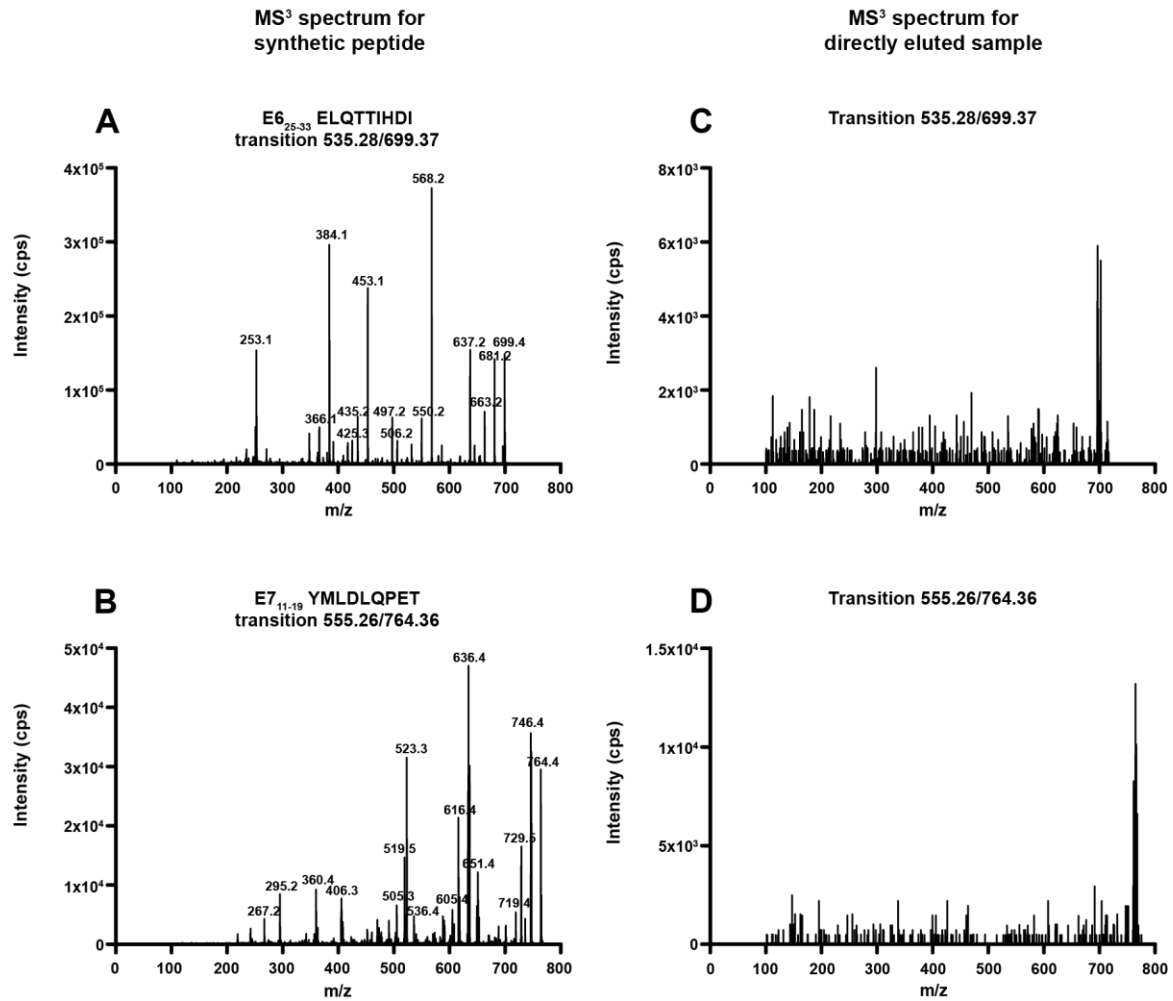 MS³ spectrum for
synthetic peptide
MS³ spectrum for
directly eluted sample
A
E6₂₅₋₃₃ ELQTTIHDI
transition 535.28/699.37
Intensity (cps)
4x10⁵
3x10⁵
2x10⁵
1x10⁵
0
568.2
384.1
453.1
253.1
637.2
699.4
681.2
663.2
435.2
497.2
550.2
366.1
425.3
506.2
0 100 200 300 400 500 600 700 800
m/z
C
Transition 535.28/699.37
Intensity (cps)
8x10³
6x10³
4x10³
2x10³
0
0 100 200 300 400 500 600 700 800
m/z
B
E7₁₁₋₁₉ YMLDLQPET
transition 555.26/764.36
Intensity (cps)
5x10⁴
4x10⁴
3x10⁴
2x10⁴
1x10⁴
0
636.4
746.4
523.3
764.4
616.4
729.5
519.5
651.4
295.2
360.4
406.3
267.2
505.3
605.4
536.4
719.4
0 100 200 300 400 500 600 700 800
m/z
D
Transition 555.26/764.36
Intensity (cps)
1.5x10⁴
1x10⁴
5x10³
0
0 100 200 300 400 500 600 700 800
m/z